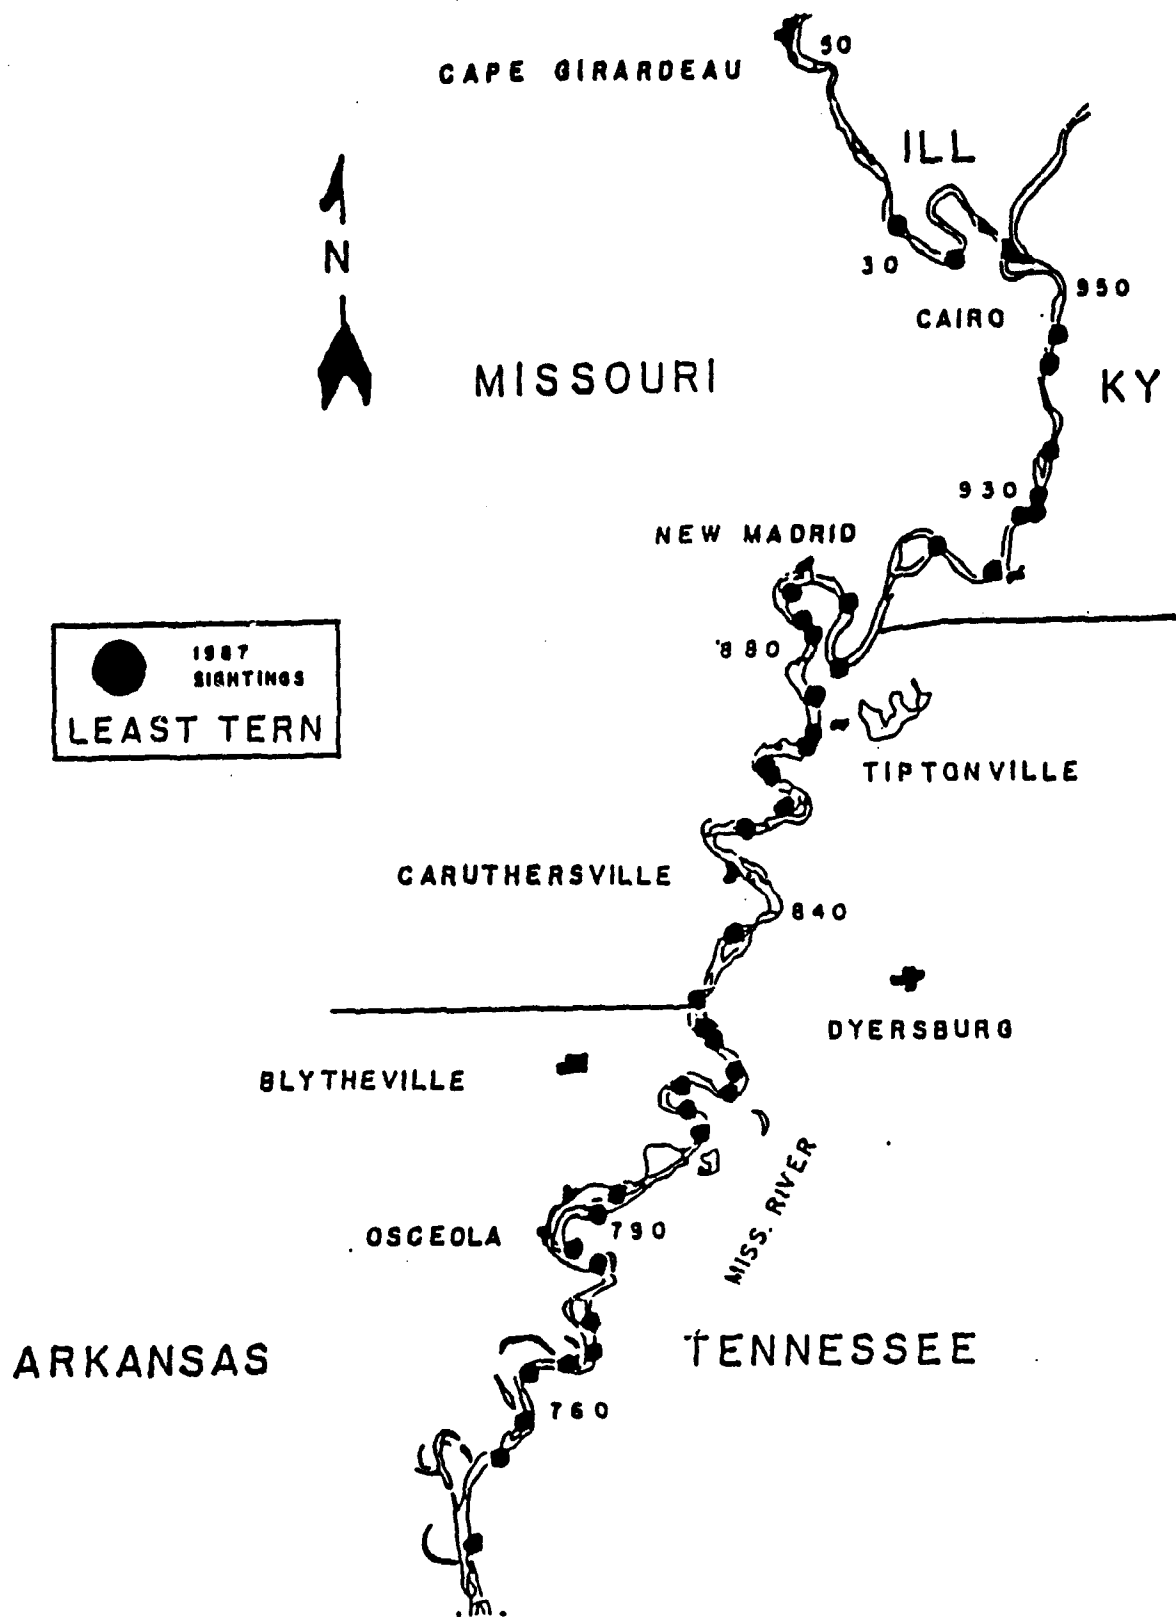 50
CAPE GIRARDEAU
ILL
N
30
950
CAIRO
MISSOURI
KY
930
NEW MADRID
880
1987
SIGHTINGS
LEAST TERN
TIPTONVILLE
CARUTHERSVILLE
840
DYERSBURG
BLYTHEVILLE
MISS. RIVER
790
OSCEOLA
ARKANSAS
TENNESSEE
760